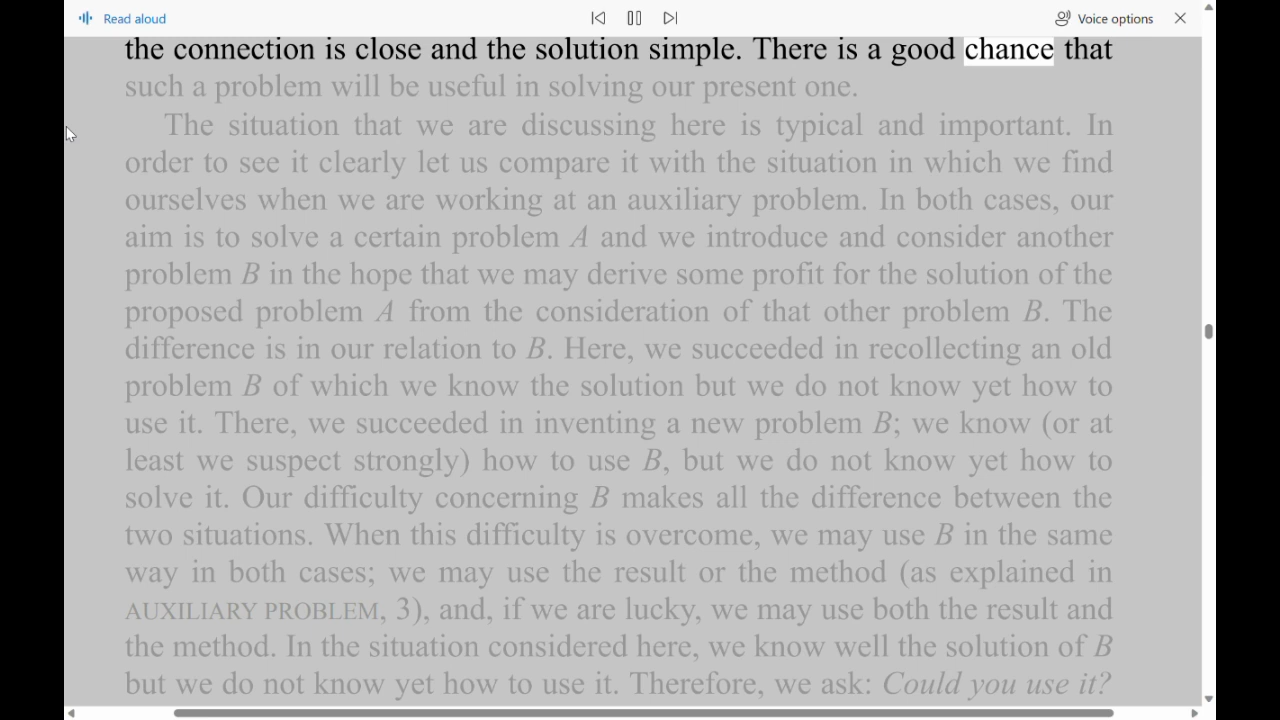 Read aloud
Voice options
the connection is close and the solution simple. There is a good chance that
such a problem will be useful in solving our present one.
The situation that we are discussing here is typical and important. In
order to see it clearly let us compare it with the situation in which we find
ourselves when we are working at an auxiliary problem. In both cases, our
aim is to solve a certain problem A and we introduce and consider another
problem B in the hope that we may derive some profit for the solution of the
proposed problem A from the consideration of that other problem B. The
difference is in our relation to B. Here, we succeeded in recollecting an old
problem B of which we know the solution but we do not know yet how to
use it. There, we succeeded in inventing a new problem B; we know (or at
least we suspect strongly) how to use B, but we do not know yet how to
solve it. Our difficulty concerning B makes all the difference between the
two situations. When this difficulty is overcome, we may use B in the same
way in both cases; we may use the result or the method (as explained in
AUXILIARY PROBLEM, 3), and, if we are lucky, we may use both the result and
the method. In the situation considered here, we know well the solution of B
but we do not know yet how to use it. Therefore, we ask: Could you use it?